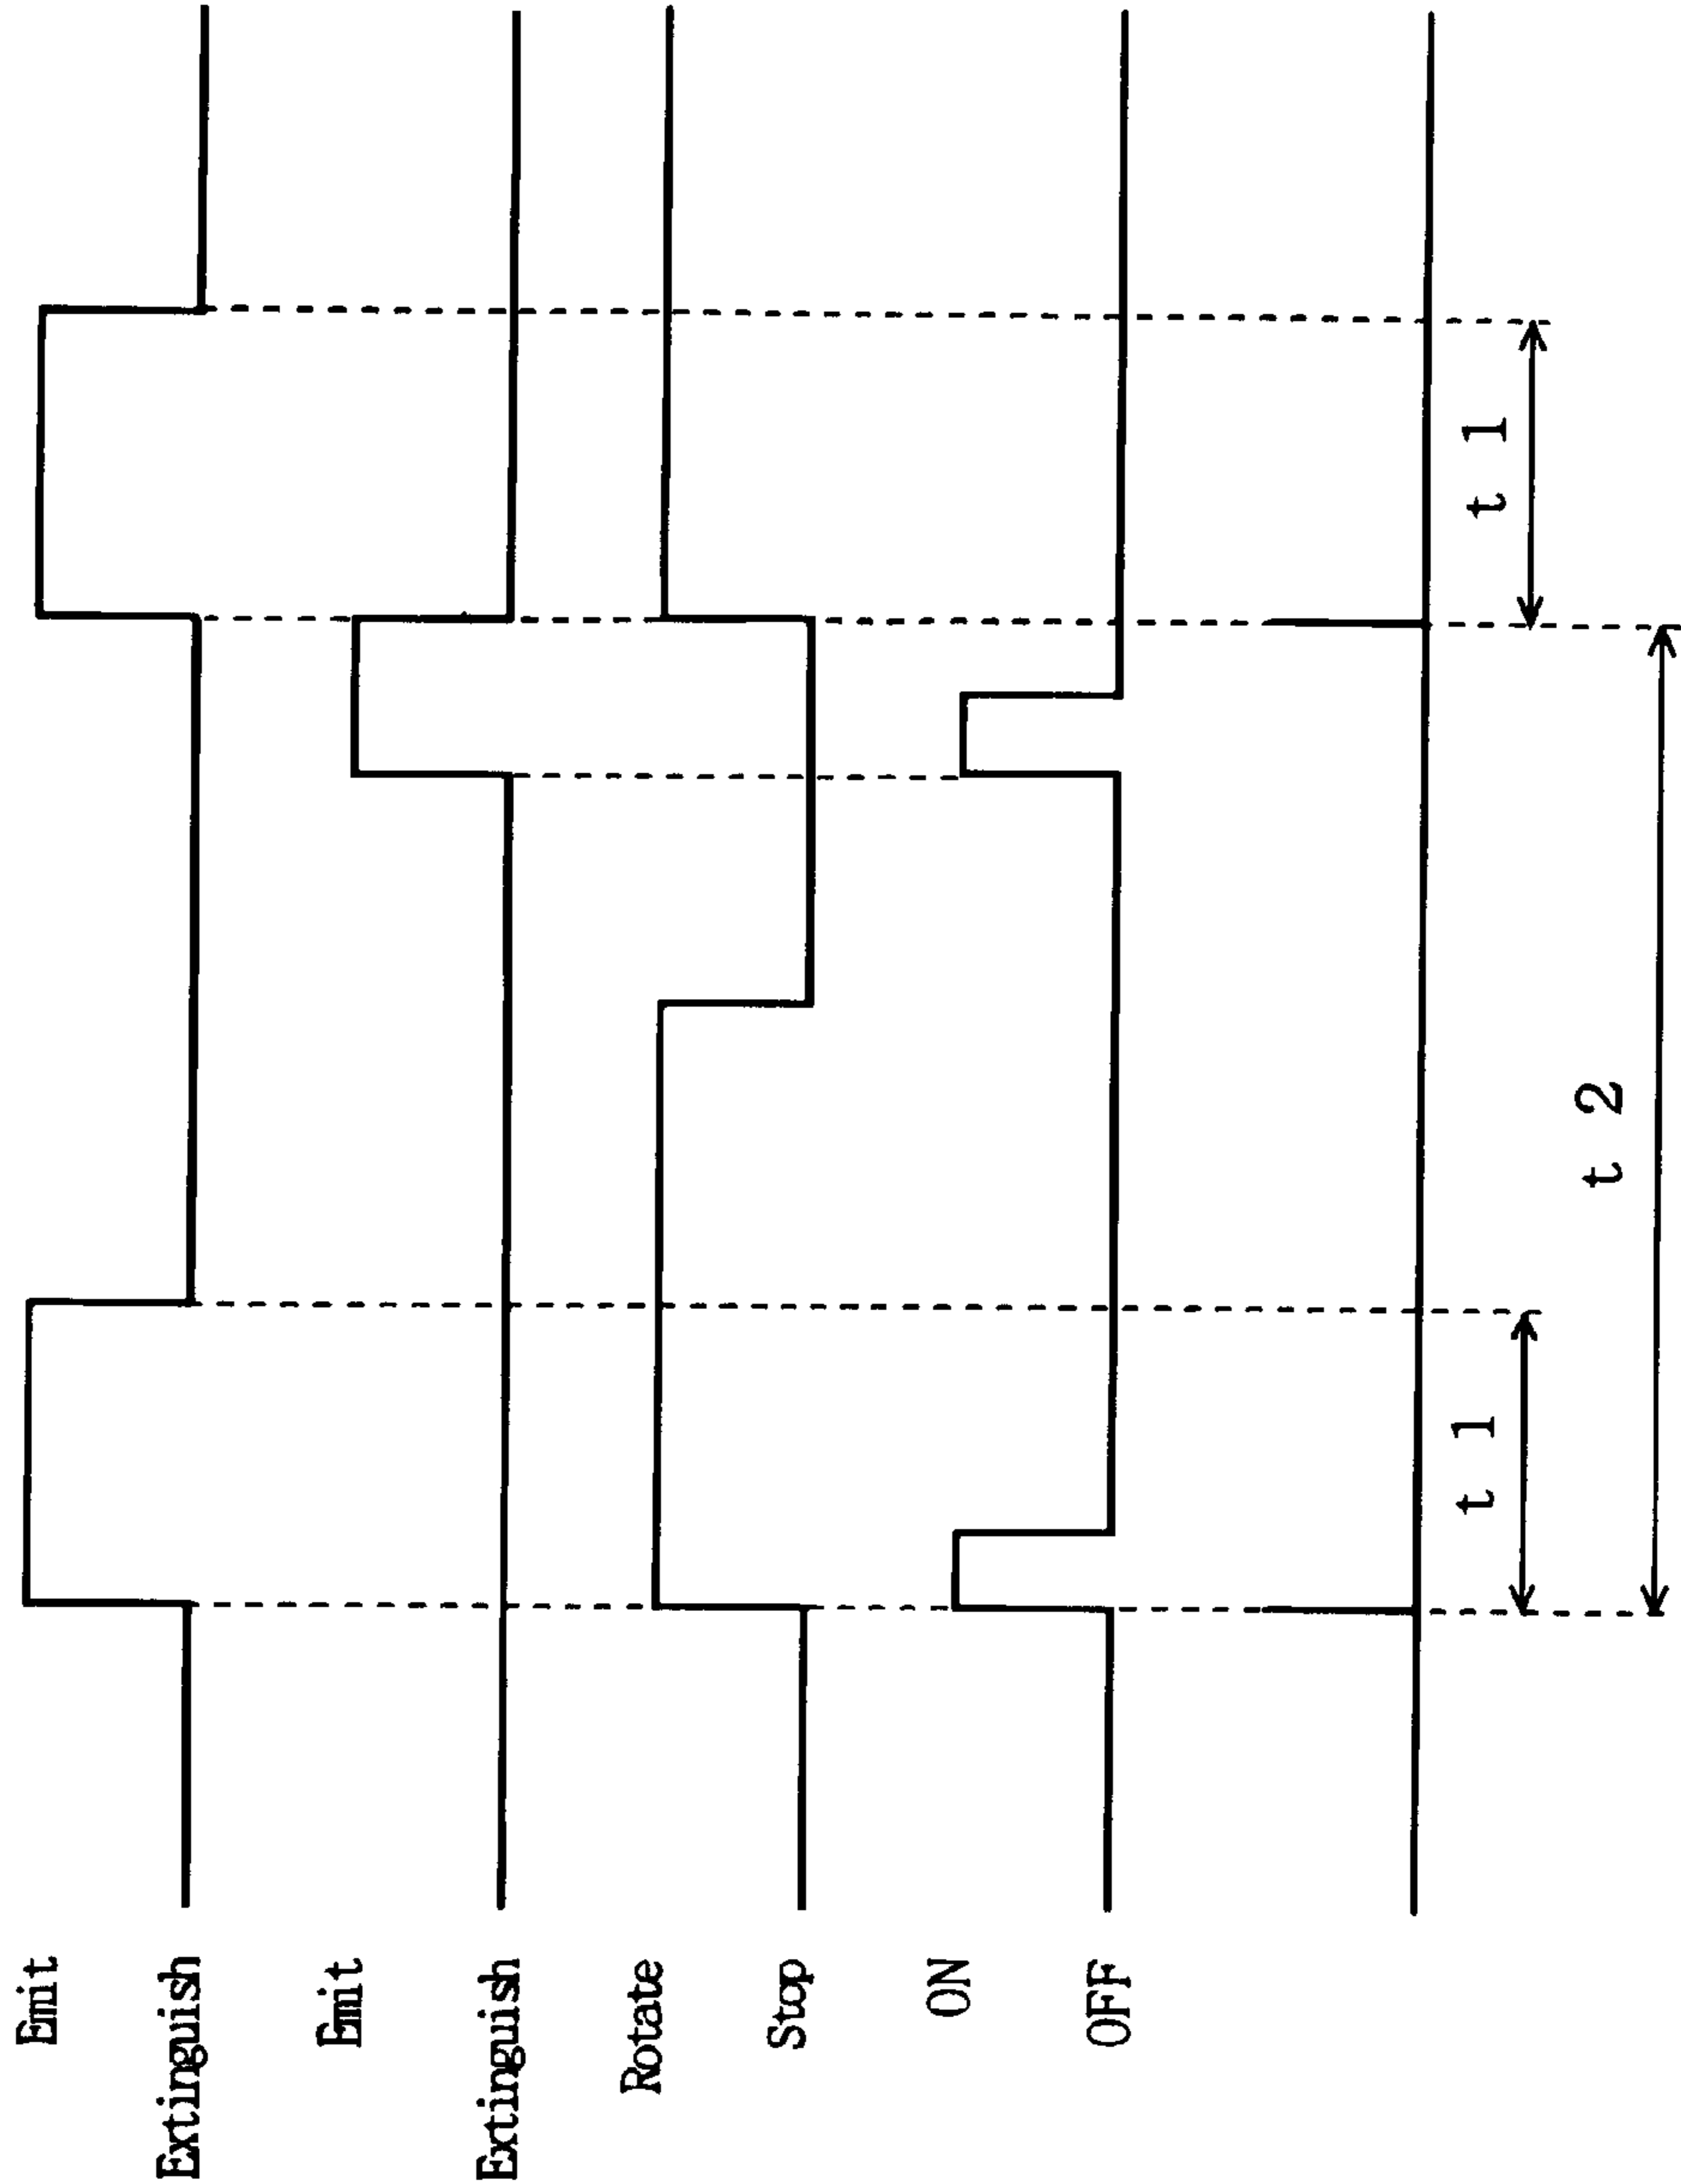 Emit
Extinguish
Emit
Extinguish
Rotate
Stop
ON
OFF
t 1
t 1
t 2